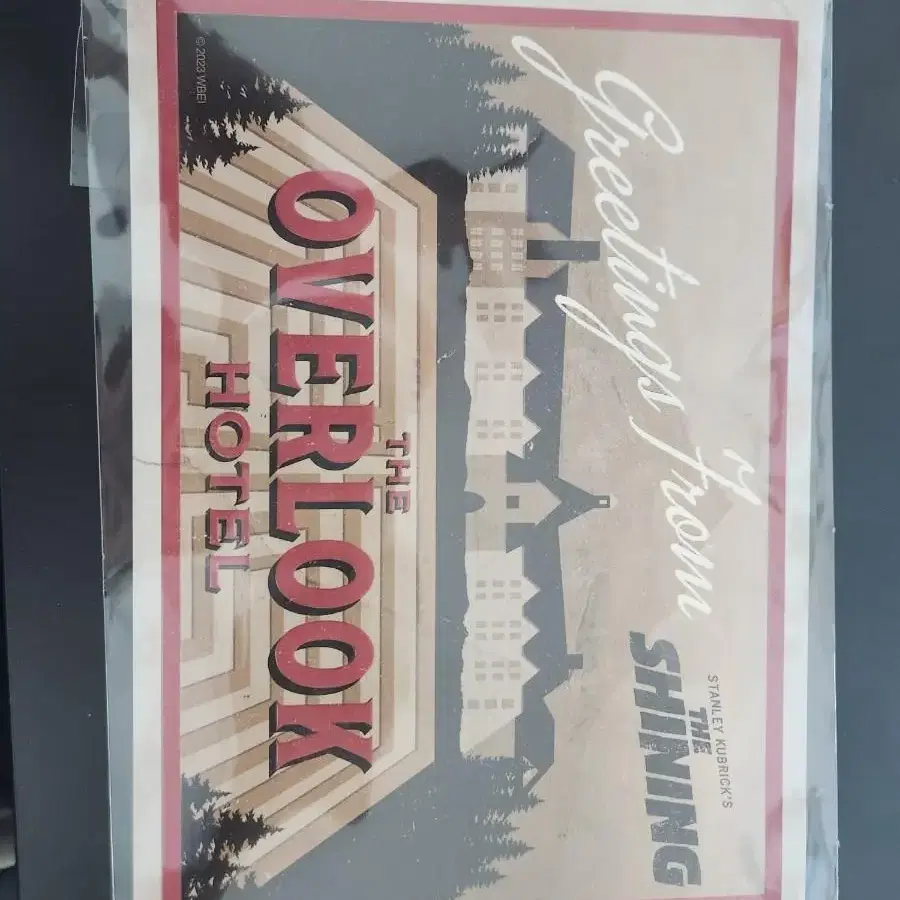 Greetings from
STANLEY KUBRICK'S
THE
SHINING
THE
OVERLOOK
HOTEL
© 2023 WBEI